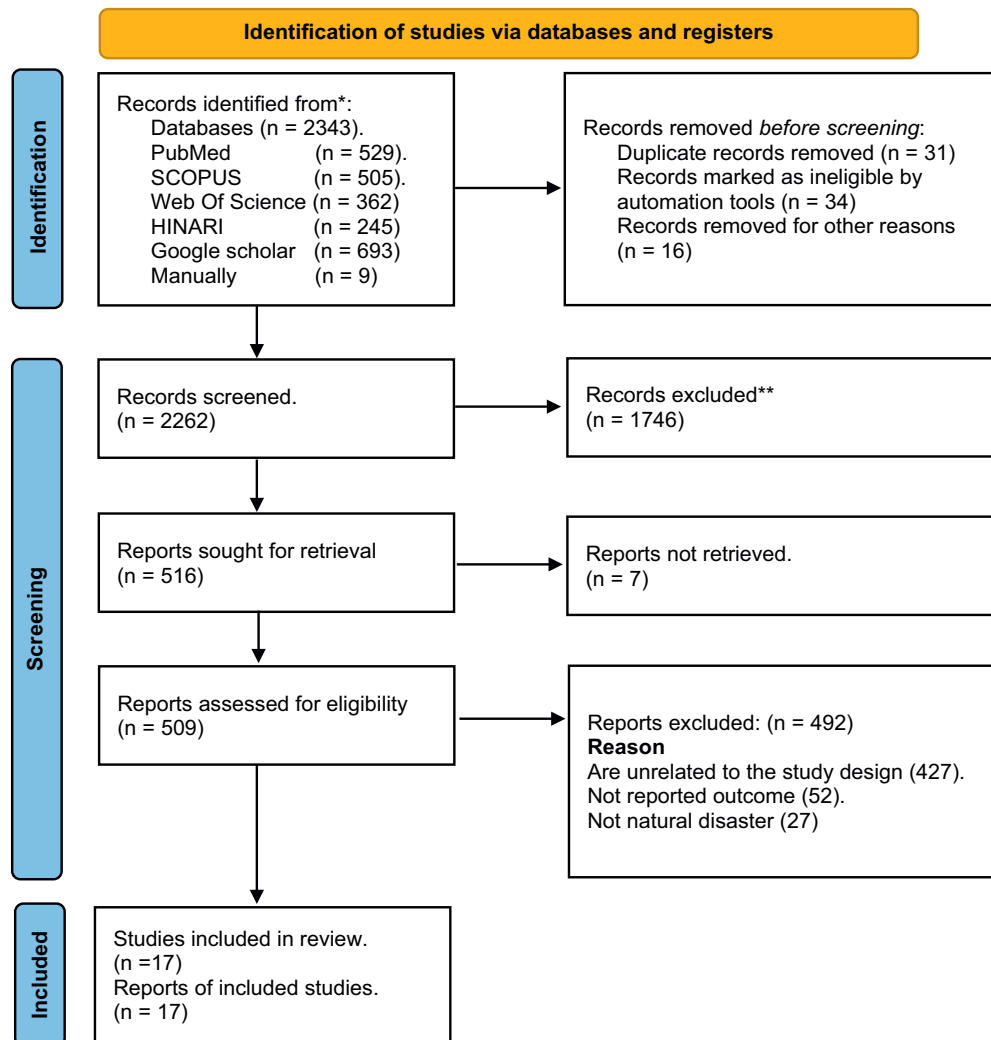 Identification of studies via databases and registers
Identification
Records identified from*:
Databases (n = 2343).
PubMed (n = 529).
SCOPUS (n = 505).
Web Of Science (n = 362)
HINARI (n = 245)
Google scholar (n = 693)
Manually (n = 9)
Records removed before screening:
Duplicate records removed (n = 31)
Records marked as ineligible by
automation tools (n = 34)
Records removed for other reasons
(n = 16)
Screening
Records screened.
(n = 2262)
Records excluded**
(n = 1746)
Reports sought for retrieval
(n = 516)
Reports not retrieved.
(n = 7)
Reports assessed for eligibility
(n = 509)
Reports excluded: (n = 492)
Reason
Are unrelated to the study design (427).
Not reported outcome (52).
Not natural disaster (27)
Included
Studies included in review.
(n =17)
Reports of included studies.
(n = 17)